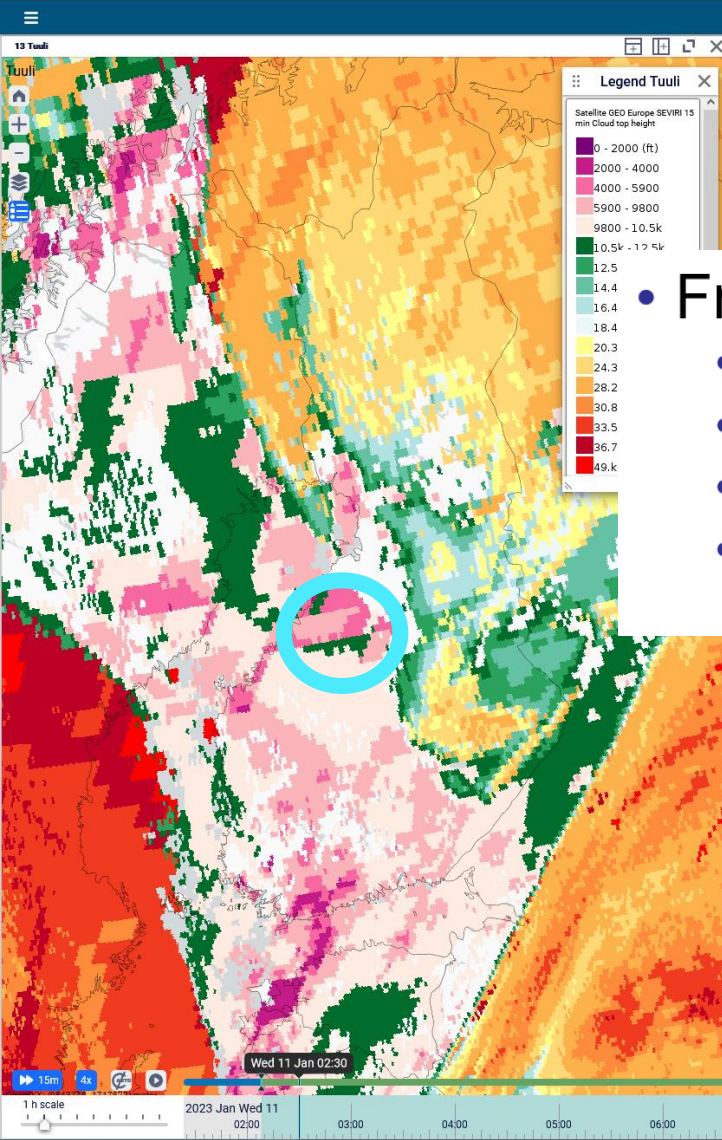 13 Tuuli
Tuuli
Legend Tuuli
Satellite GEO Europe SEVIRI 15
min Cloud top height
0 - 2000 (ft)
2000 - 4000
4000 - 5900
5900 - 9800
9800 - 10.5k
10.5k - 12.5k
12.5
14.4
16.4
18.4
20.3
24.3
28.2
30.8
33.5
36.7
49.k
• Fr
Wed 11 Jan 02:30
15m
4x
1 h scale
2023 Jan Wed 11
02:00
03:00
04:00
05:00
06:00